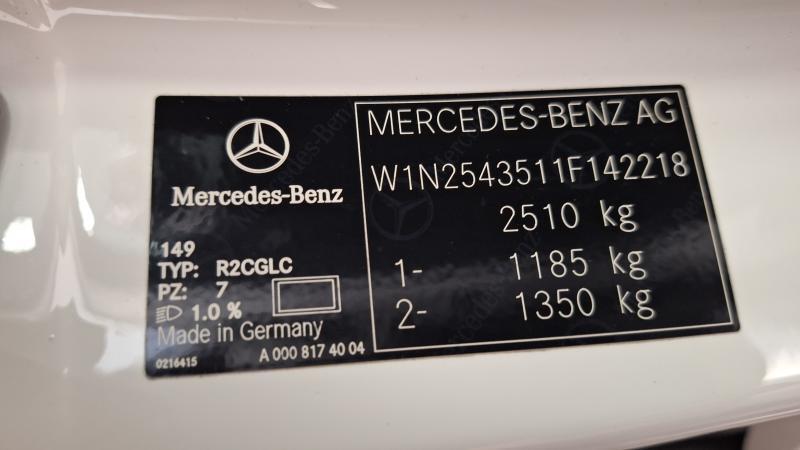 Mercedes-Benz
149
TYP: R2CGLC
PZ: 7
1.0 %
Made in Germany
0216415 A 000 817 40 04
MERCEDES-BENZ AG
W1N2543511F142218
2510 kg
1- 1185 kg
2- 1350 kg